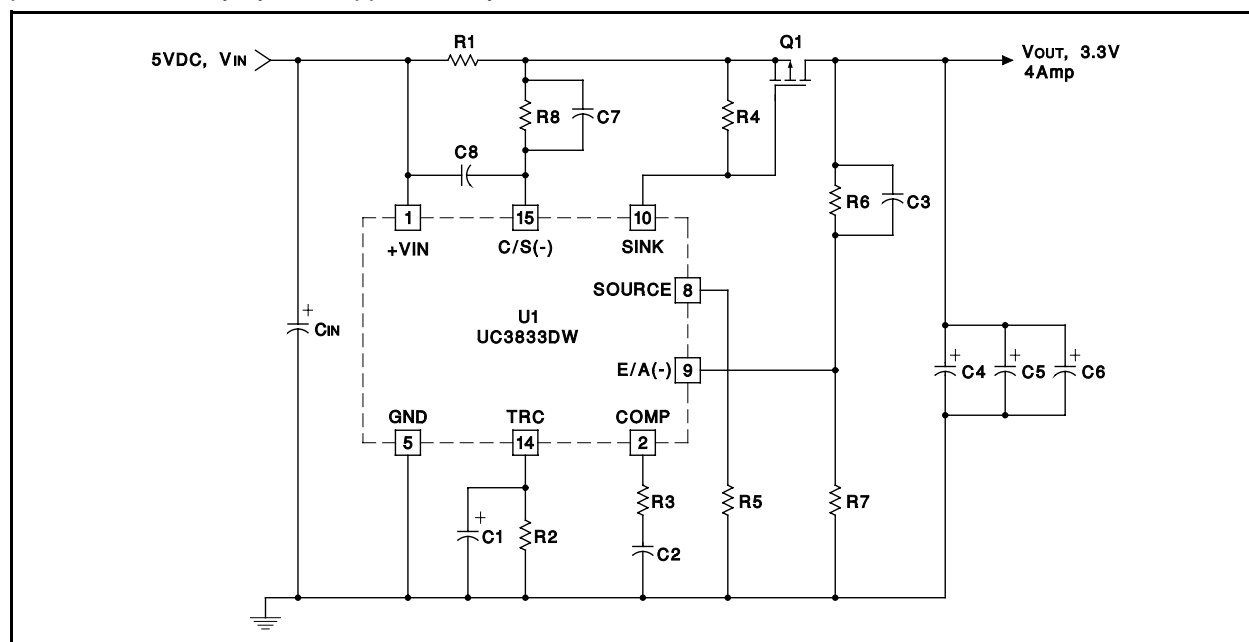 R1
Q1
5VDC, VIN
VOUT, 3.3V
4Amp
R8
C7
R4
C8
R6
C3
1
15
10
+VIN
C/S(-)
SINK
SOURCE
8
U1
UC3833DW
CIN
+
E/A(-)
9
+
C4
+
C5
+
C6
GND
TRC
COMP
5
14
2
+
C1
R2
R3
C2
R5
R7